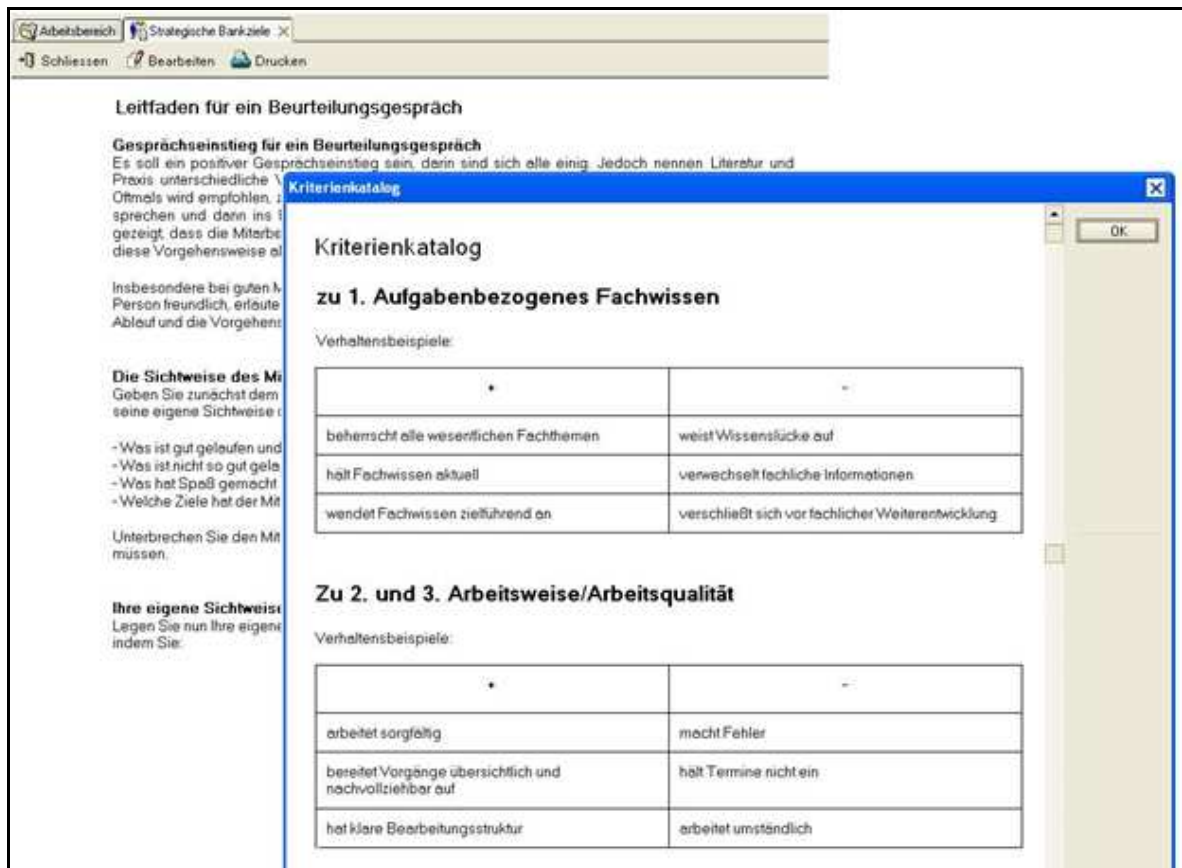 Arbeitsbereich Strategische Bankziele
Schliessen Bearbeiten Drucken
Leitfaden für ein Beurteilungsgespräch
Gesprächseinstieg für ein Beurteilungsgespräch
Es soll ein positiver Gesprächseinstieg sein, darin sind sich alle einig. Jedoch nennen Literatur und
Praxis unterschiedliche
Oftmals wird empfohlen,
sprechen und dann ins
gezeigt, dass die Mitarbe
diese Vorgehensweise al
Insbesondere bei guten M
Person freundlich, erläute
Ablauf und die Vorgehens
Die Sichtweise des Mi
Geben Sie zunächst dem
seine eigene Sichtweise
- Was ist gut gelaufen und
- Was ist nicht so gut gela
- Was hat Spaß gemacht
- Welche Ziele hat der Mit
Unterbrechen Sie den Mit
müssen.
Ihre eigene Sichtweise
Legen Sie nun Ihre eigene
indem Sie:
Kriterienkatalog
OK
Kriterienkatalog
zu 1. Aufgabenbezogenes Fachwissen
Verhaltensbeispiele:
+ -
beherrscht alle wesentlichen Fachthemen weist Wissenslücke auf
hält Fachwissen aktuell verwechselt fachliche Informationen
wendet Fachwissen zielführend an verschließt sich vor fachlicher Weiterentwicklung
Zu 2. und 3. Arbeitsweise/Arbeitsqualität
Verhaltensbeispiele:
+ -
arbeitet sorgfältig macht Fehler
bereitet Vorgänge übersichtlich und
nachvollziehbar auf hält Termine nicht ein
hat klare Bearbeitungsstruktur arbeitet umständlich